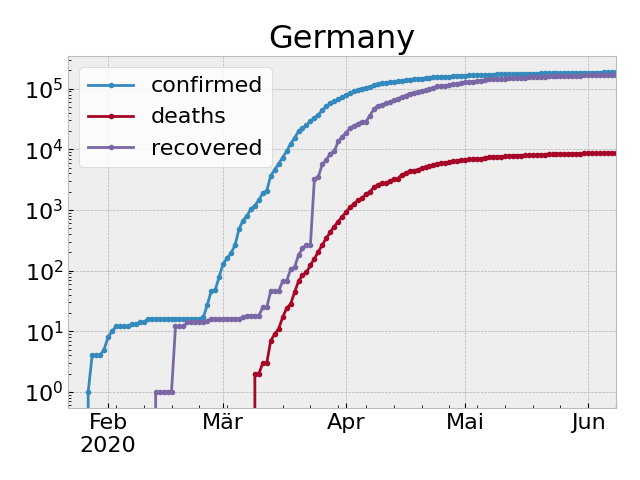 Germany
confirmed
deaths
recovered
10^5
10^4
10^3
10^2
10^1
10^0
Feb Mär Apr Mai Jun
2020